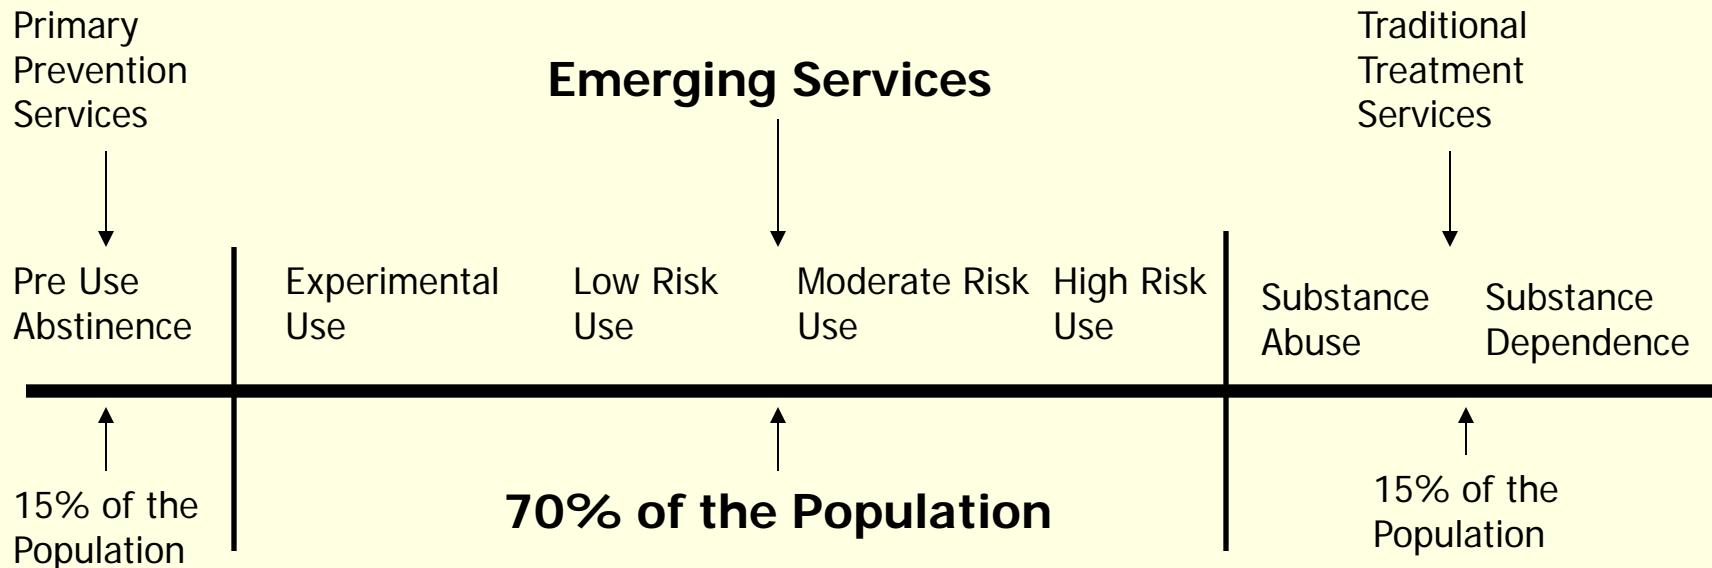 Primary
Prevention
Services
Emerging Services
Traditional
Treatment
Services
Pre Use
Abstinence
Experimental
Use
Low Risk
Use
Moderate Risk
Use
High Risk
Use
Substance
Abuse
Substance
Dependence
15% of the
Population
70% of the Population
15% of the
Population